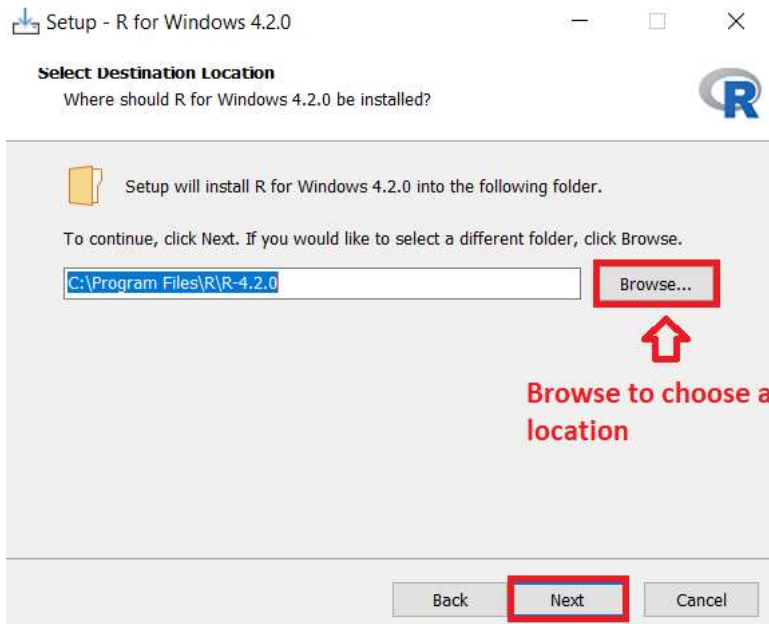 Setup - R for Windows 4.2.0
Select Destination Location
Where should R for Windows 4.2.0 be installed?
R
Setup will install R for Windows 4.2.0 into the following folder.
To continue, click Next. If you would like to select a different folder, click Browse.
C:\Program Files\R\R-4.2.0
Browse...
Browse to choose a
location
Back
Next
Cancel